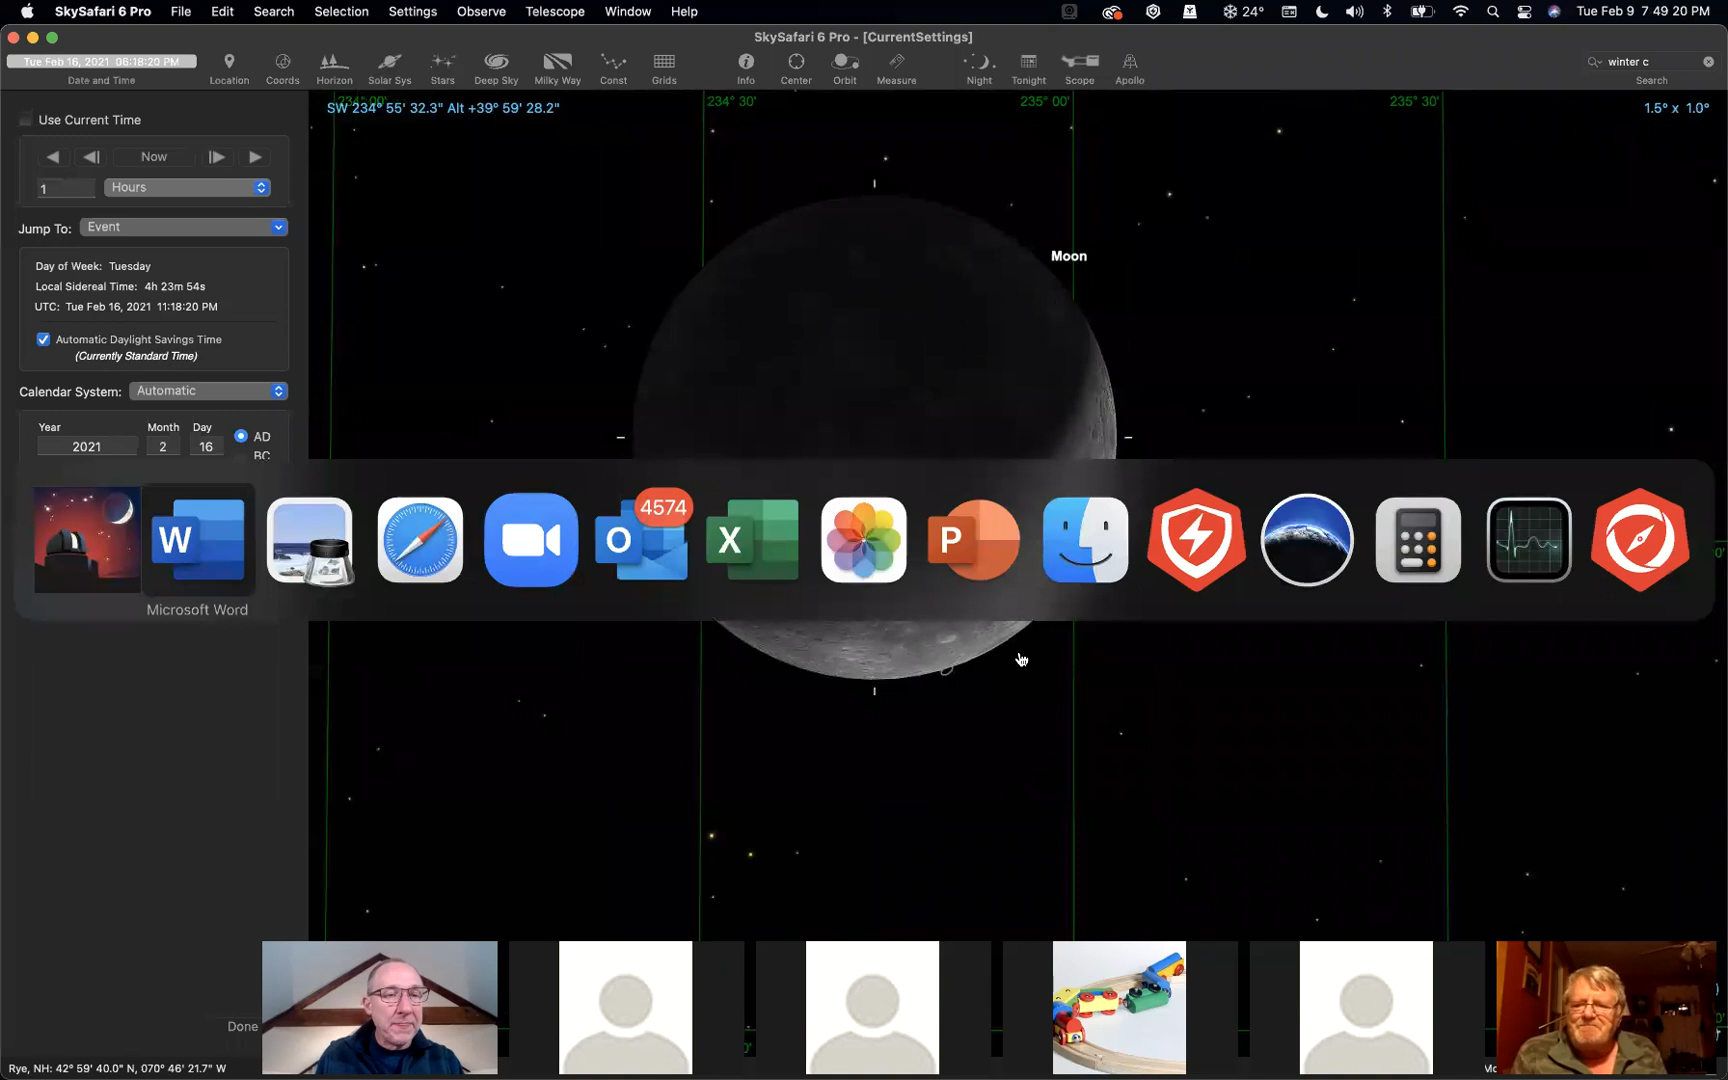 SkySafari 6 Pro File Edit Search Selection Settings Observe Telescope Window Help 24° Tue Feb 9 7:49:20 PM
SkySafari 6 Pro - [CurrentSettings]
Tue Feb 16, 2021 06:18:20 PM
winter c
Date and Time Location Coords Horizon Solar Sys Stars Deep Sky Milky Way Const Grids Info Center Orbit Measure Night Tonight Scope Apollo Search
234° 00' 234° 30' 235° 00' 235° 30'
SW 234° 55' 32.3" Alt +39° 59' 28.2" 1.5° x 1.0°
Use Current Time
Now
1 Hours
Jump To: Event
Day of Week: Tuesday
Local Sidereal Time: 4h 23m 54s
UTC: Tue Feb 16, 2021 11:18:20 PM
Automatic Daylight Savings Time
(Currently Standard Time)
Calendar System: Automatic
Year Month Day
2021 2 16 AD
BC
Moon
W O 4574 X P
Microsoft Word
Done
Rye, NH: 42° 59' 40.0" N, 070° 46' 21.7" W